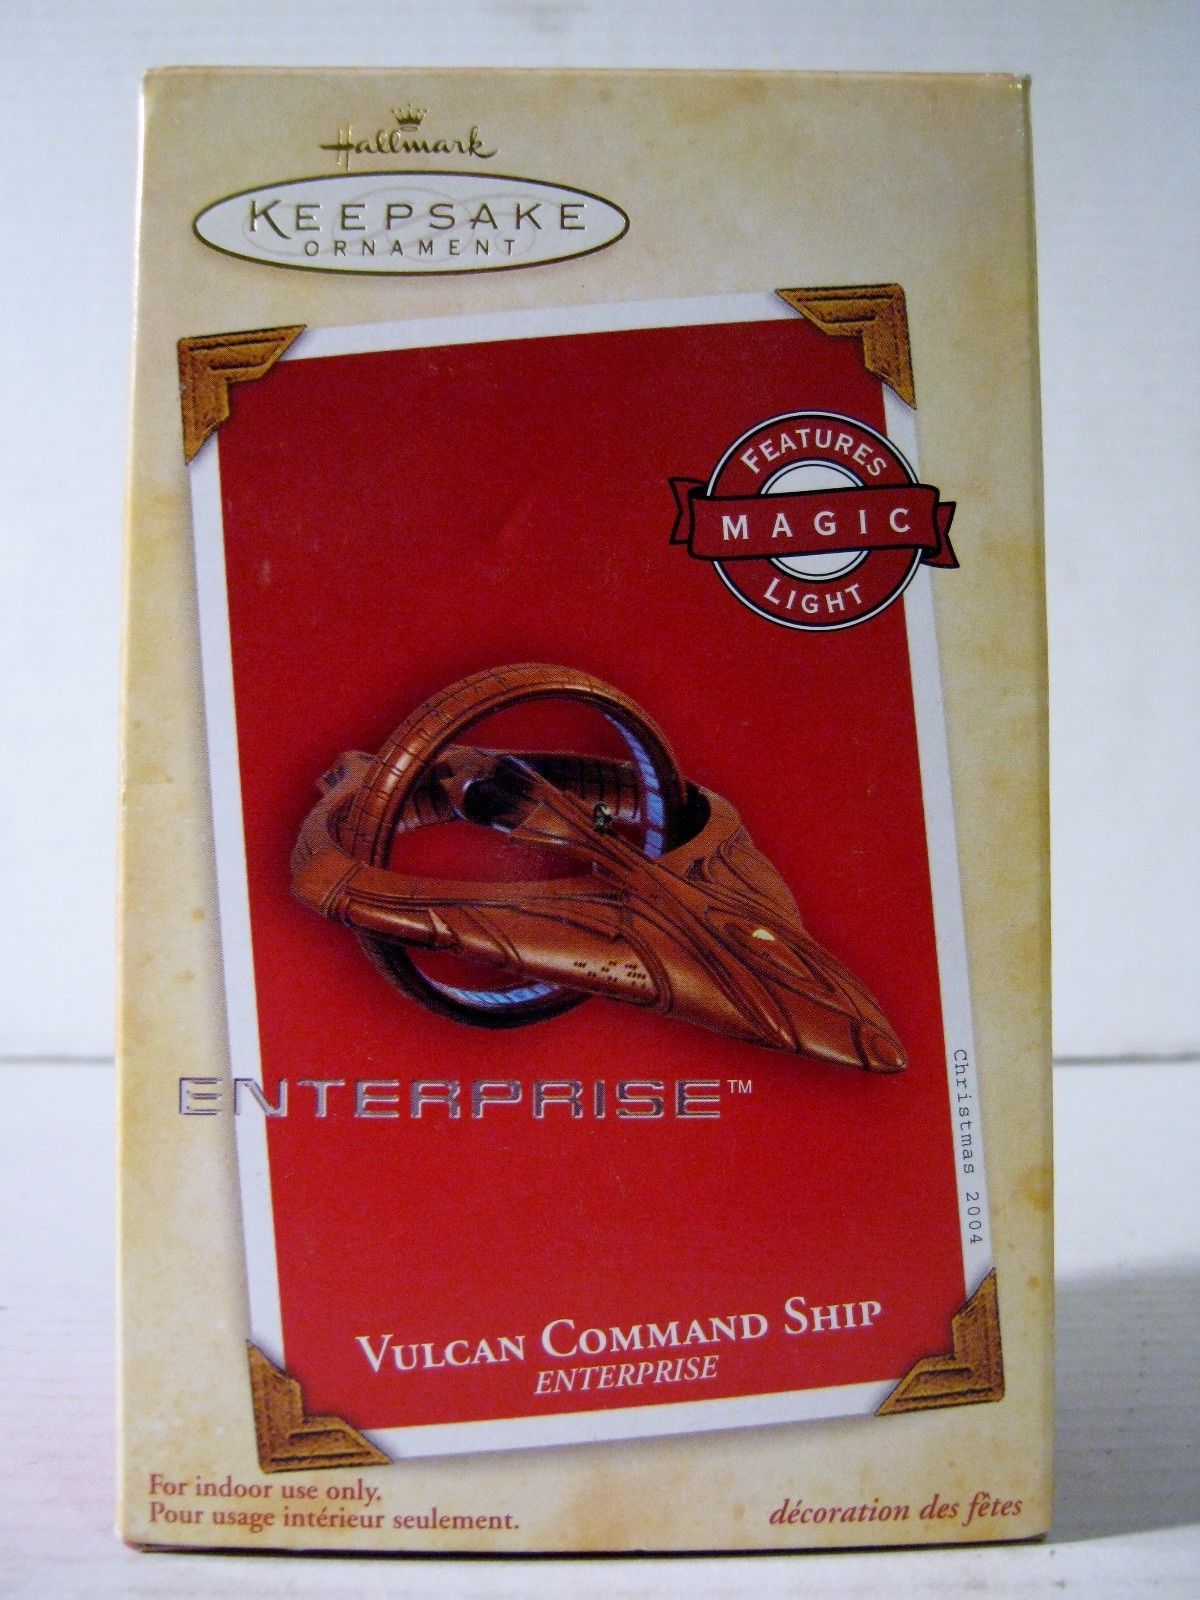 Hallmark
KEEPSAKE
ORNAMENT
FEATURES
MAGIC
LIGHT
ENTERPRISE™
Christmas 2004
VULCAN COMMAND SHIP
ENTERPRISE
For indoor use only.
Pour usage intérieur seulement.
décoration des fêtes